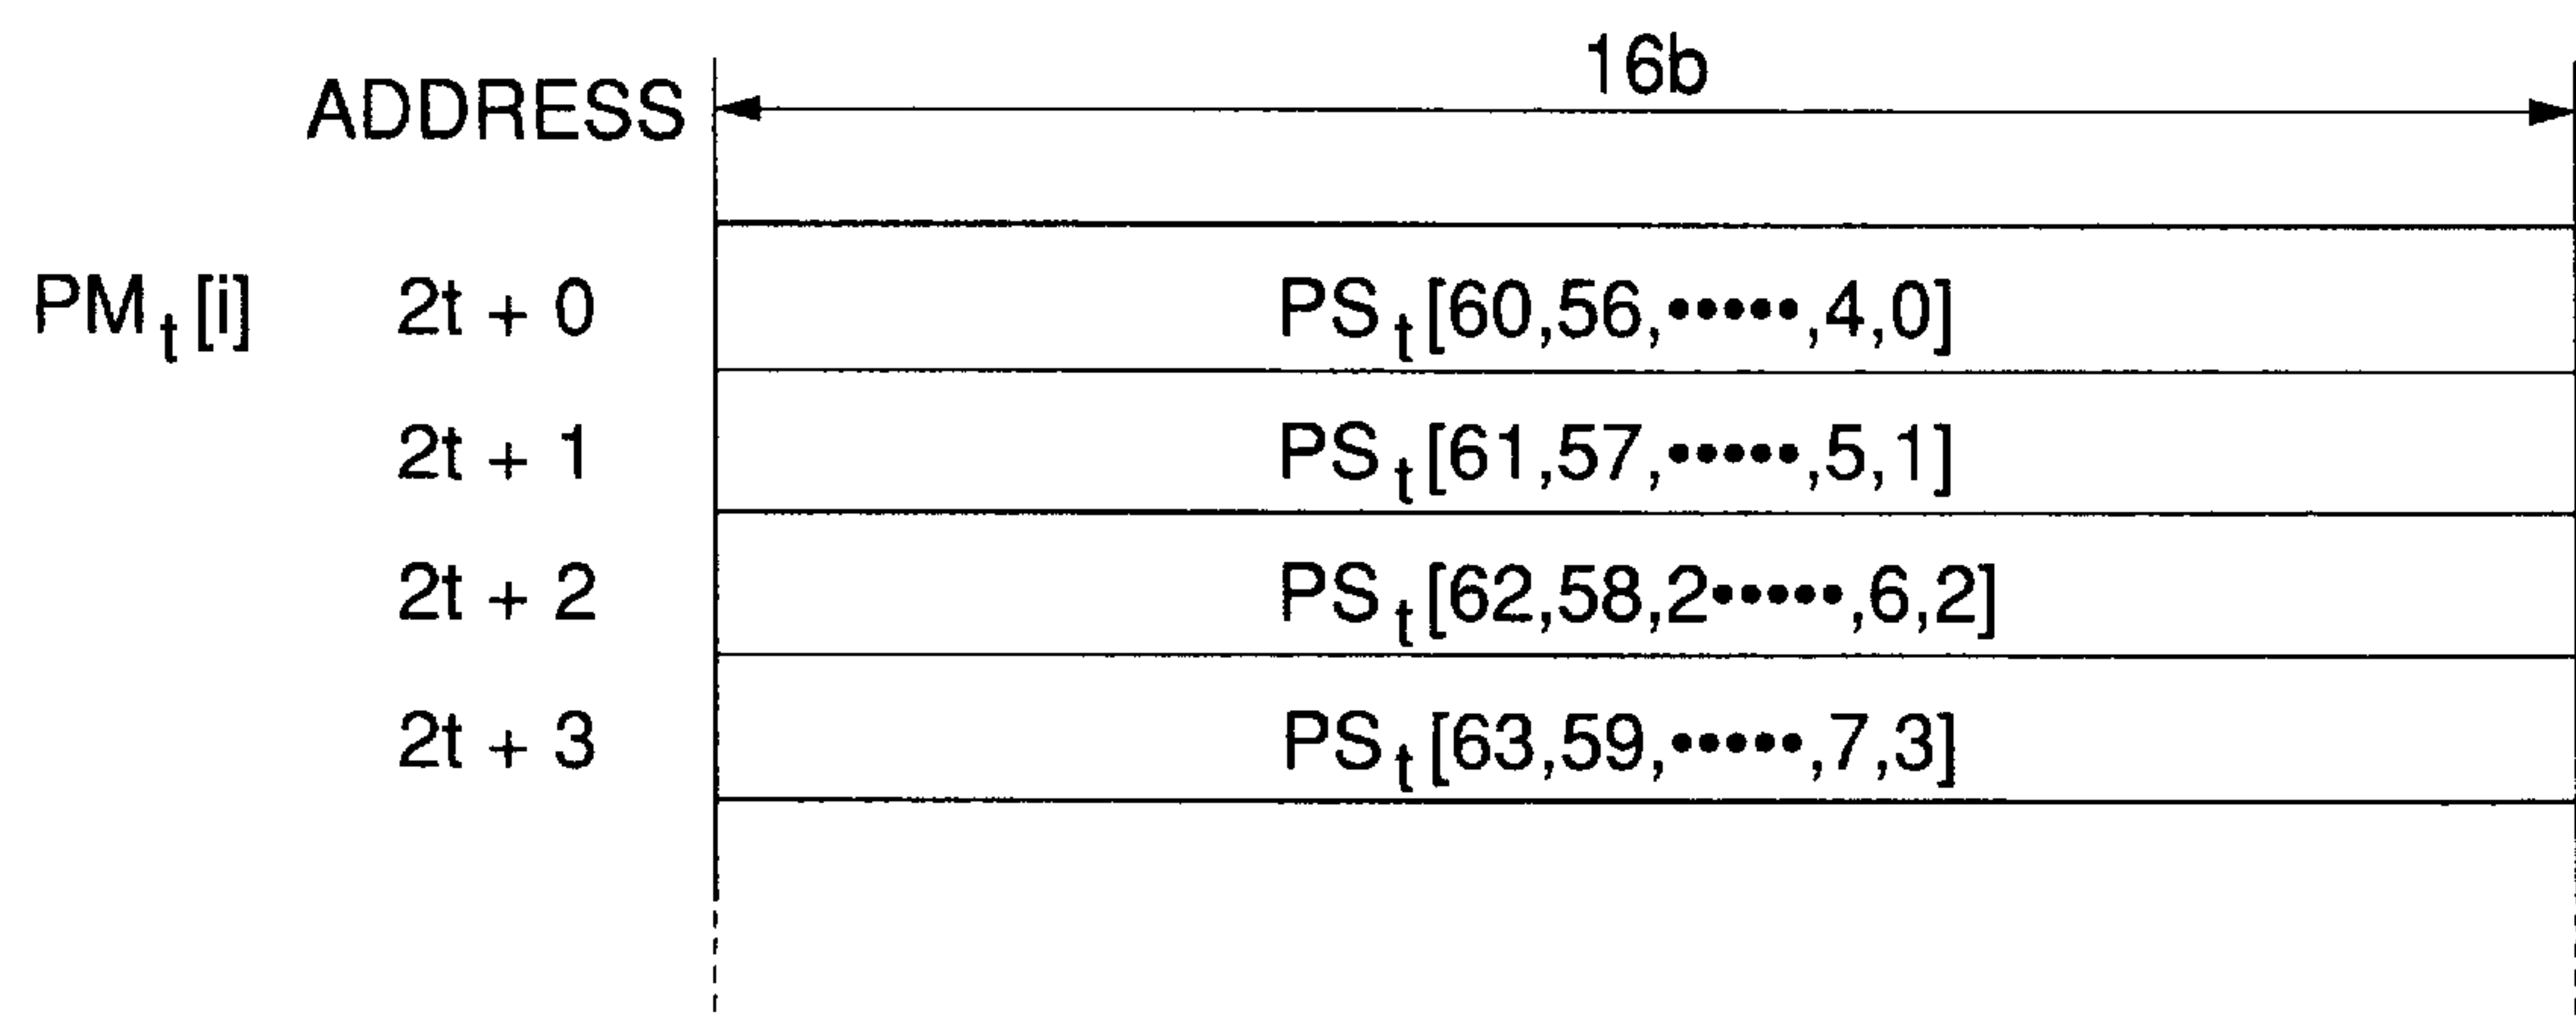 16b
ADDRESS
PMt[i] 2t + 0 PSt[60,56,•••••,4,0]
2t + 1 PSt[61,57,•••••,5,1]
2t + 2 PSt[62,58,2•••••,6,2]
2t + 3 PSt[63,59,•••••,7,3]